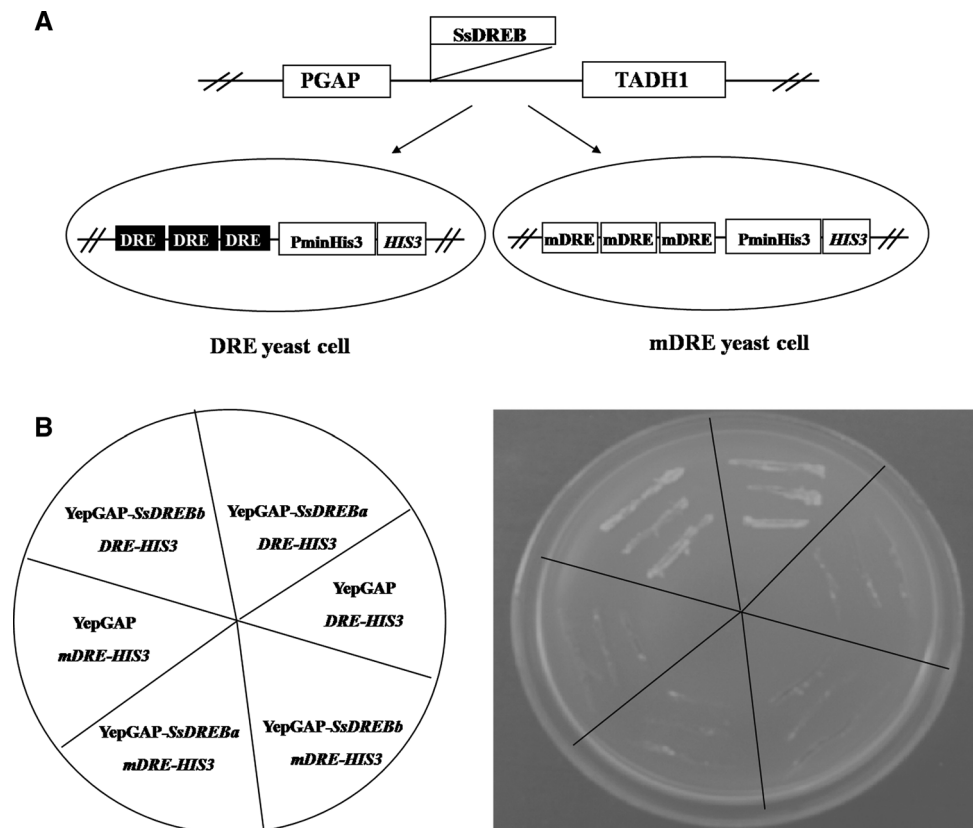 A
SsDREB
PGAP
TADH1
DRE DRE DRE PminHis3 HIS3
mDRE mDRE mDRE PminHis3 HIS3
DRE yeast cell
mDRE yeast cell
B
YepGAP-SsDREBb
DRE-HIS3
YepGAP-SsDREBa
DRE-HIS3
YepGAP
DRE-HIS3
YepGAP
mDRE-HIS3
YepGAP-SsDREBa
mDRE-HIS3
YepGAP-SsDREBb
mDRE-HIS3